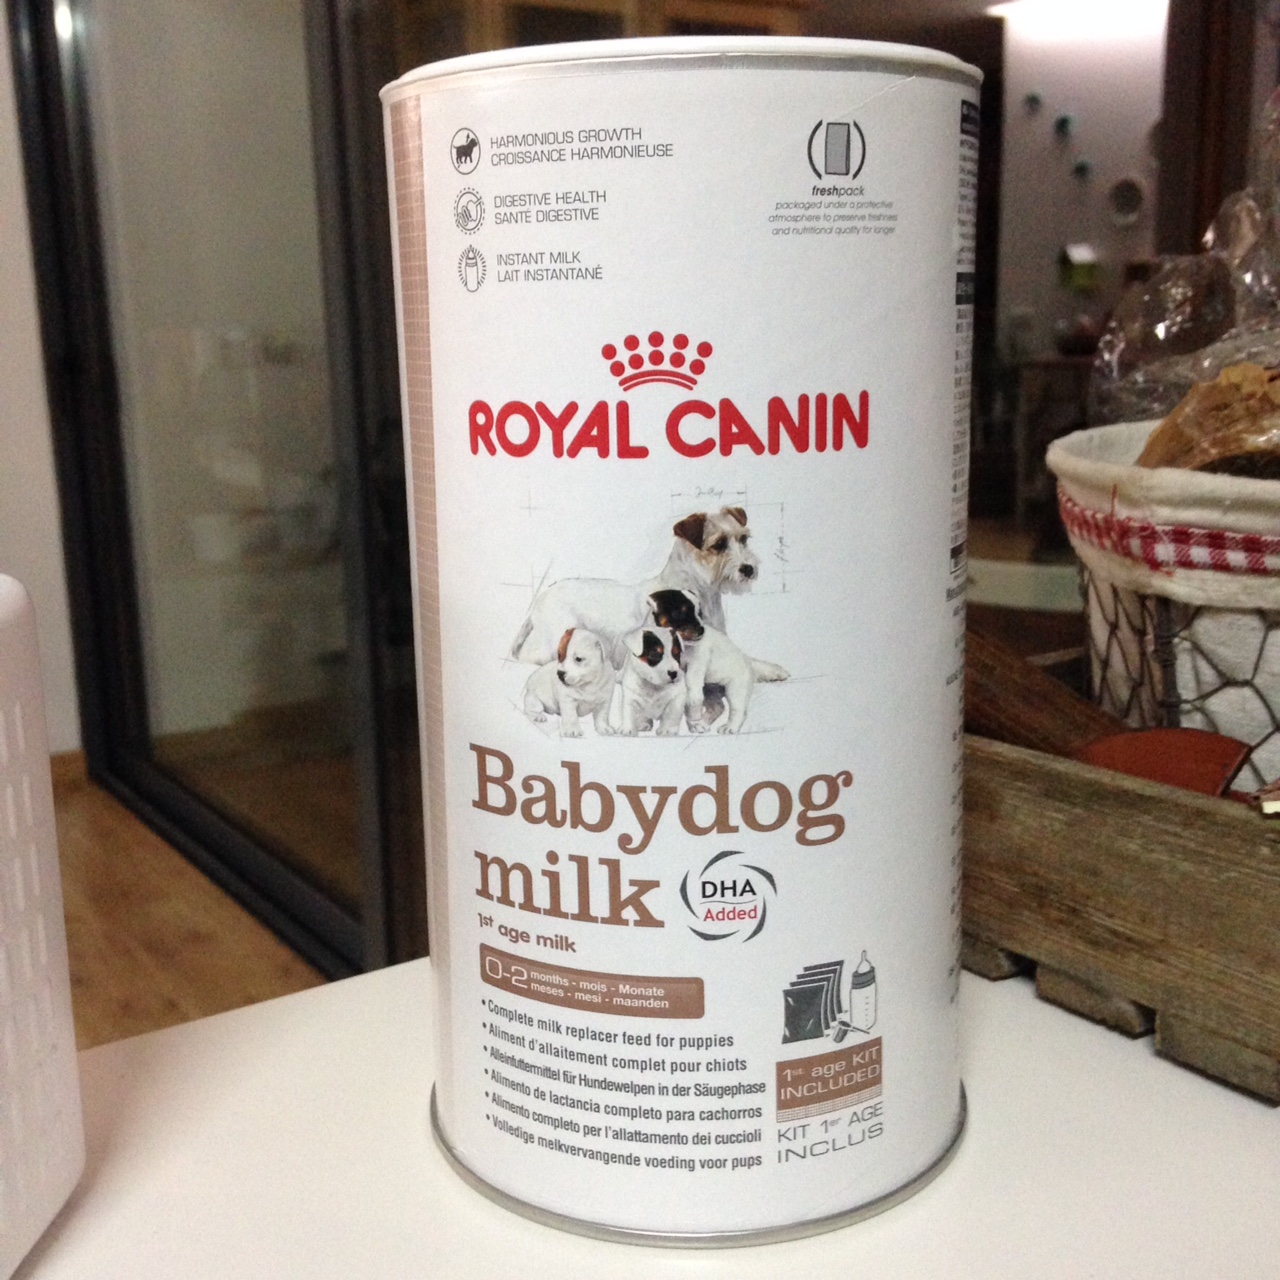 HARMONIOUS GROWTH
CROISSANCE HARMONIEUSE
DIGESTIVE HEALTH
SANTÉ DIGESTIVE
INSTANT MILK
LAIT INSTANTANÉ
freshpack
packaged under a protective
atmosphere to preserve freshness
and nutritional quality for longer
ROYAL CANIN
Babydog
milk
DHA
Added
1st age milk
0-2 months - mois - Monate
meses - mesi - maanden
• Complete milk replacer feed for puppies
• Aliment d'allaitement complet pour chiots
• Alleinfuttermittel für Hundewelpen in der Säugephase
• Alimento de lactancia completo para cachorros
• Alimento completo per l'allattamento dei cuccioli
• Volledige melkvervangende voeding voor pups
1st age KIT
INCLUDED
KIT 1er AGE
INCLUS